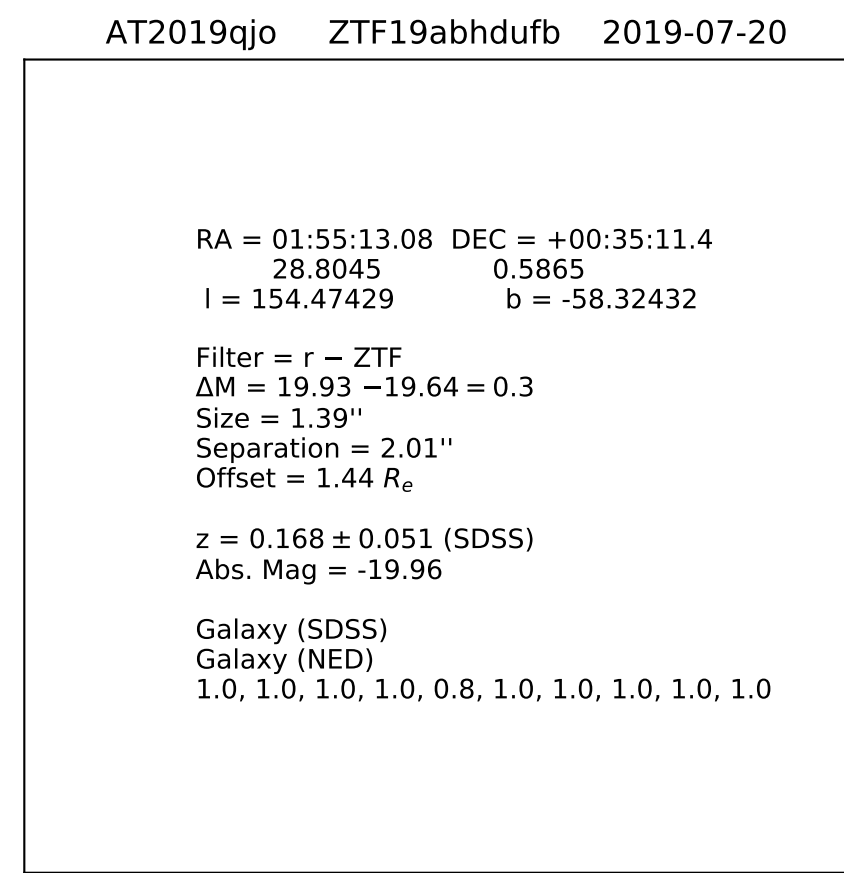 AT2019qjo ZTF19abhdufb 2019-07-20
RA = 01:55:13.08 DEC = +00:35:11.4
28.8045 0.5865
l = 154.47429 b = -58.32432
Filter = r − ZTF
ΔM = 19.93 −19.64 = 0.3
Size = 1.39''
Separation = 2.01''
Offset = 1.44 Rₑ
z = 0.168 ± 0.051 (SDSS)
Abs. Mag = -19.96
Galaxy (SDSS)
Galaxy (NED)
1.0, 1.0, 1.0, 1.0, 0.8, 1.0, 1.0, 1.0, 1.0, 1.0